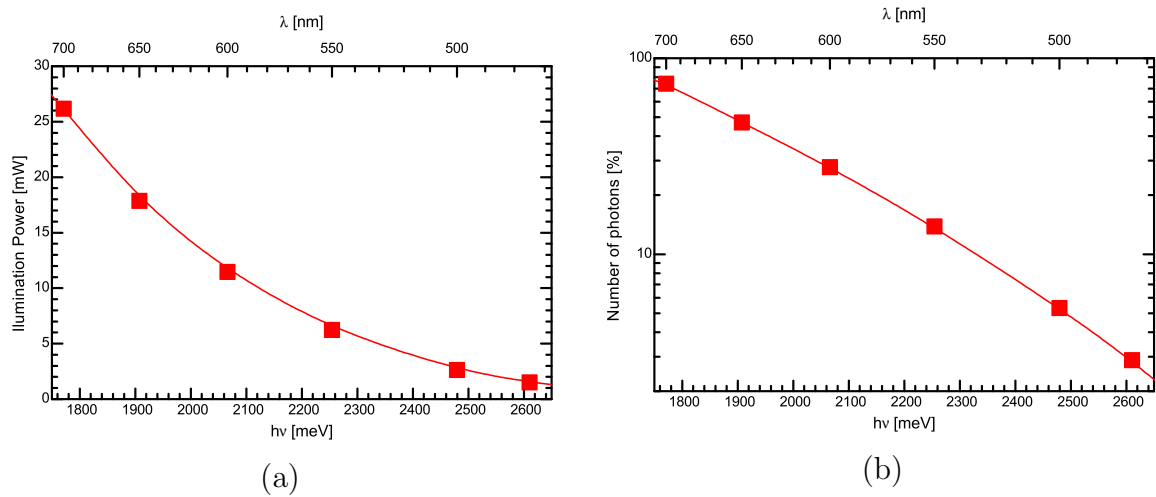 λ [nm]
700 650 600 550 500
30
25
20
15
10
5
0
Ilumination Power [mW]
1800 1900 2000 2100 2200 2300 2400 2500 2600
hν [meV]
(a)
λ [nm]
700 650 600 550 500
100
10
Number of photons [%]
1800 1900 2000 2100 2200 2300 2400 2500 2600
hν [meV]
(b)